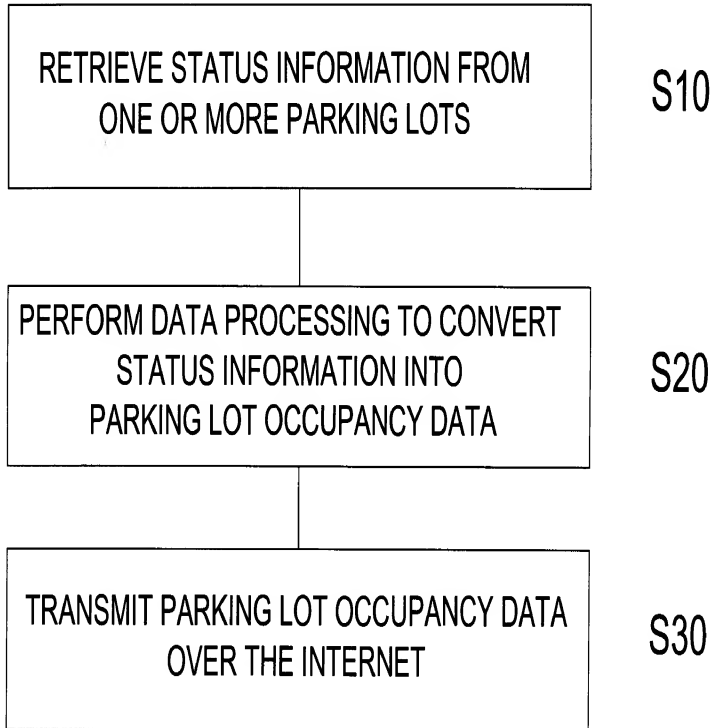 RETRIEVE STATUS INFORMATION FROM
ONE OR MORE PARKING LOTS
S10
PERFORM DATA PROCESSING TO CONVERT
STATUS INFORMATION INTO
PARKING LOT OCCUPANCY DATA
S20
TRANSMIT PARKING LOT OCCUPANCY DATA
OVER THE INTERNET
S30